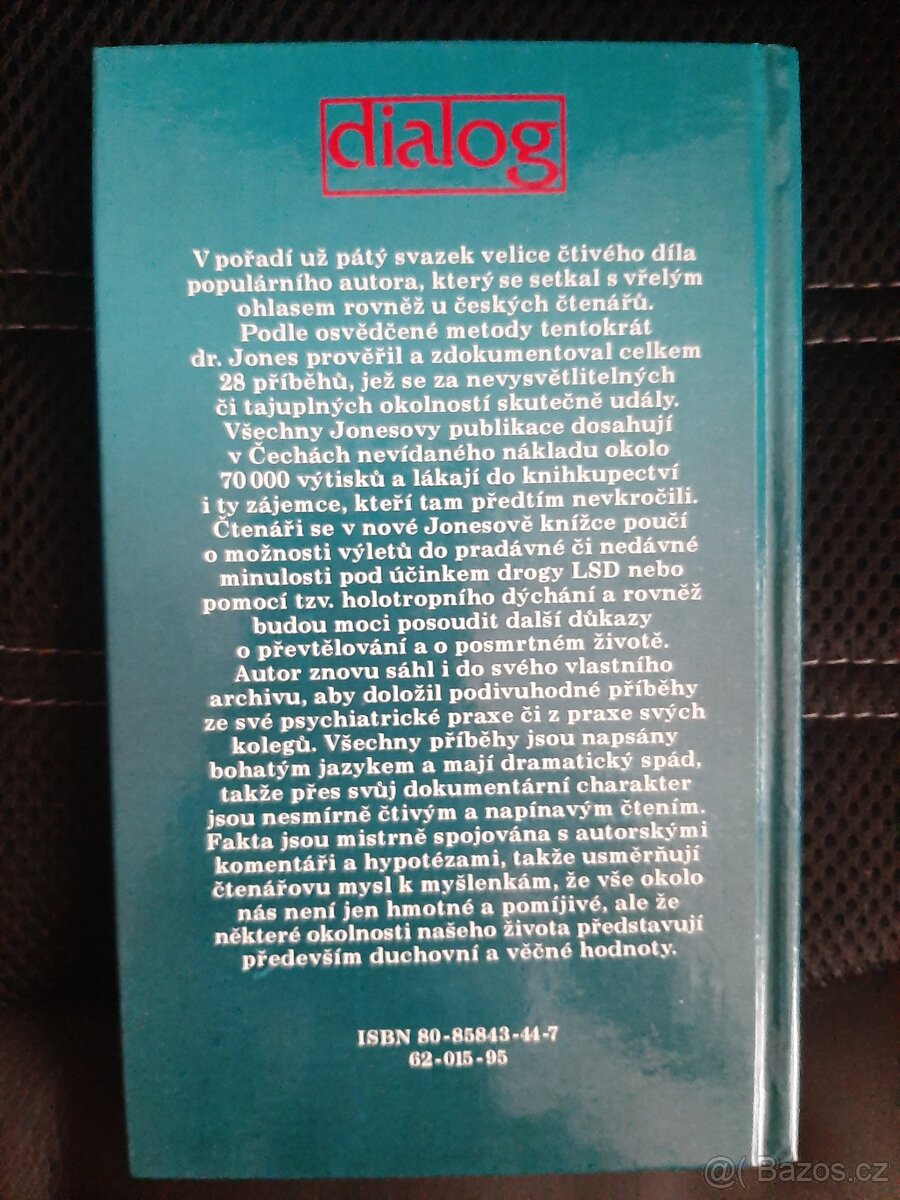 dialog
V pořadí už pátý svazek velice čtivého díla
populárního autora, který se setkal s vřelým
ohlasem rovněž u českých čtenářů.
Podle osvědčené metody tentokrát
dr. Jones prověřil a zdokumentoval celkem
28 příběhů, jež se za nevysvětlitelných
či tajuplných okolností skutečně udály.
Všechny Jonesovy publikace dosahují
v Čechách nevídaného nákladu okolo
70 000 výtisků a lákají do knihkupectví
i ty zájemce, kteří tam předtím nevkročili.
Čtenáři se v nové Jonesově knížce poučí
o možnosti výletů do pradávné či nedávné
minulosti pod účinkem drogy LSD nebo
pomocí tzv. holotropního dýchání a rovněž
budou moci posoudit další důkazy
o převtělování a o posmrtném životě.
Autor znovu sáhl i do svého vlastního
archivu, aby doložil podivuhodné příběhy
ze své psychiatrické praxe či z praxe svých
kolegů. Všechny příběhy jsou napsány
bohatým jazykem a mají dramatický spád,
takže přes svůj dokumentární charakter
jsou nesmírně čtivým a napínavým čtením.
Fakta jsou mistrně spojována s autorskými
komentáři a hypotézami, takže usměrňují
čtenářovu mysl k myšlenkám, že vše okolo
nás není jen hmotné a pomíjivé, ale že
některé okolnosti našeho života představují
především duchovní a věčné hodnoty.
ISBN 80-85843-44-7
62-015-95
@( Bazos.cz